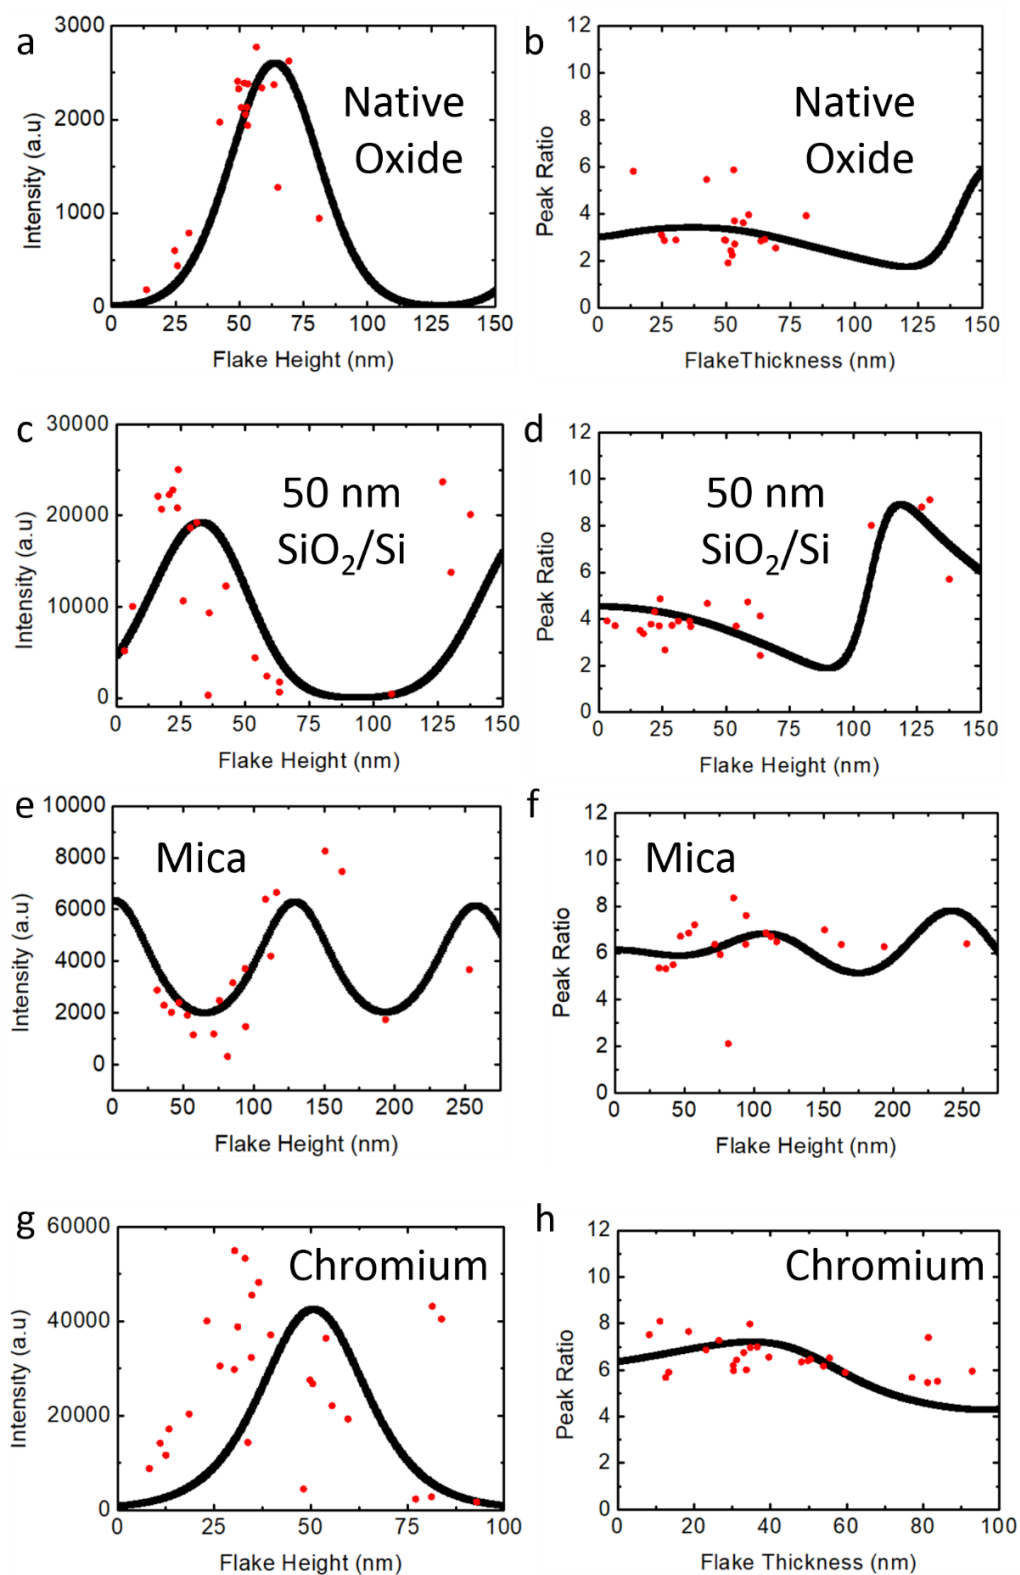 a
3000
2000
1000
0
Intensity (a.u)
Native
Oxide
0 25 50 75 100 125 150
Flake Height (nm)
b
12
10
8
6
4
2
0
Peak Ratio
Native
Oxide
0 25 50 75 100 125 150
FlakeThickness (nm)
c
30000
20000
10000
0
Intensity (a.u)
50 nm
SiO₂/Si
0 25 50 75 100 125 150
Flake Height (nm)
d
12
10
8
6
4
2
0
Peak Ratio
50 nm
SiO₂/Si
0 25 50 75 100 125 150
Flake Height (nm)
e
10000
8000
6000
4000
2000
0
Intensity (a.u)
Mica
0 50 100 150 200 250
Flake Height (nm)
f
12
10
8
6
4
2
0
Peak Ratio
Mica
0 50 100 150 200 250
Flake Height (nm)
g
60000
40000
20000
0
Intensity (a.u)
Chromium
0 25 50 75 100
Flake Height (nm)
h
12
10
8
6
4
2
0
Peak Ratio
Chromium
0 20 40 60 80 100
Flake Thickness (nm)